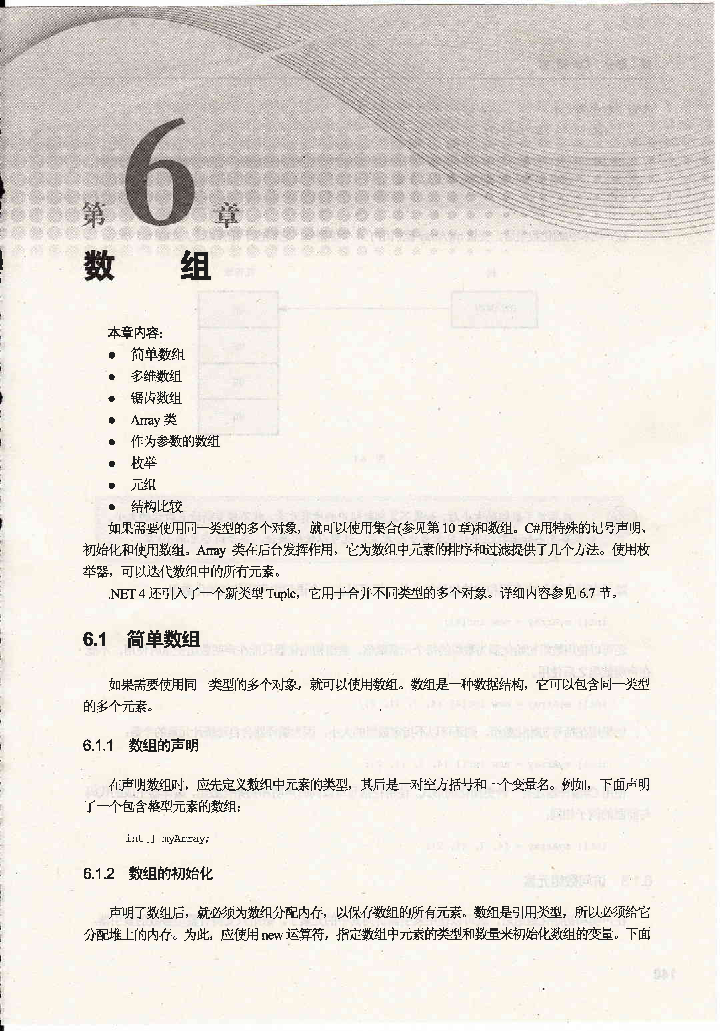 第6章
数 组
本章内容:
● 简单数组
● 多维数组
● 锯齿数组
● Array 类
● 作为参数的数组
● 枚举
● 元组
● 结构比较
如果需要使用同一类型的多个对象，就可以使用集合(参见第 10 章)和数组。C#用特殊的记号声明、
初始化和使用数组。Array 类在后台发挥作用，它为数组中元素的排序和过滤提供了几个方法。使用枚
举器，可以迭代数组中的所有元素。
.NET 4 还引入了一个新类型 Tuple，它用于合并不同类型的多个对象。详细内容参见 6.7 节。
6.1 简单数组
如果需要使用同一类型的多个对象，就可以使用数组。数组是一种数据结构，它可以包含同一类型
的多个元素。
6.1.1 数组的声明
在声明数组时，应先定义数组中元素的类型，其后是一对空方括号和一个变量名。例如，下面声明
了一个包含整型元素的数组:
int[] myArray;
6.1.2 数组的初始化
声明了数组后，就必须为数组分配内存，以保存数组的所有元素。数组是引用类型，所以必须给它
分配堆上的内存。为此，应使用 new 运算符，指定数组中元素的类型和数量来初始化数组的变量。下面